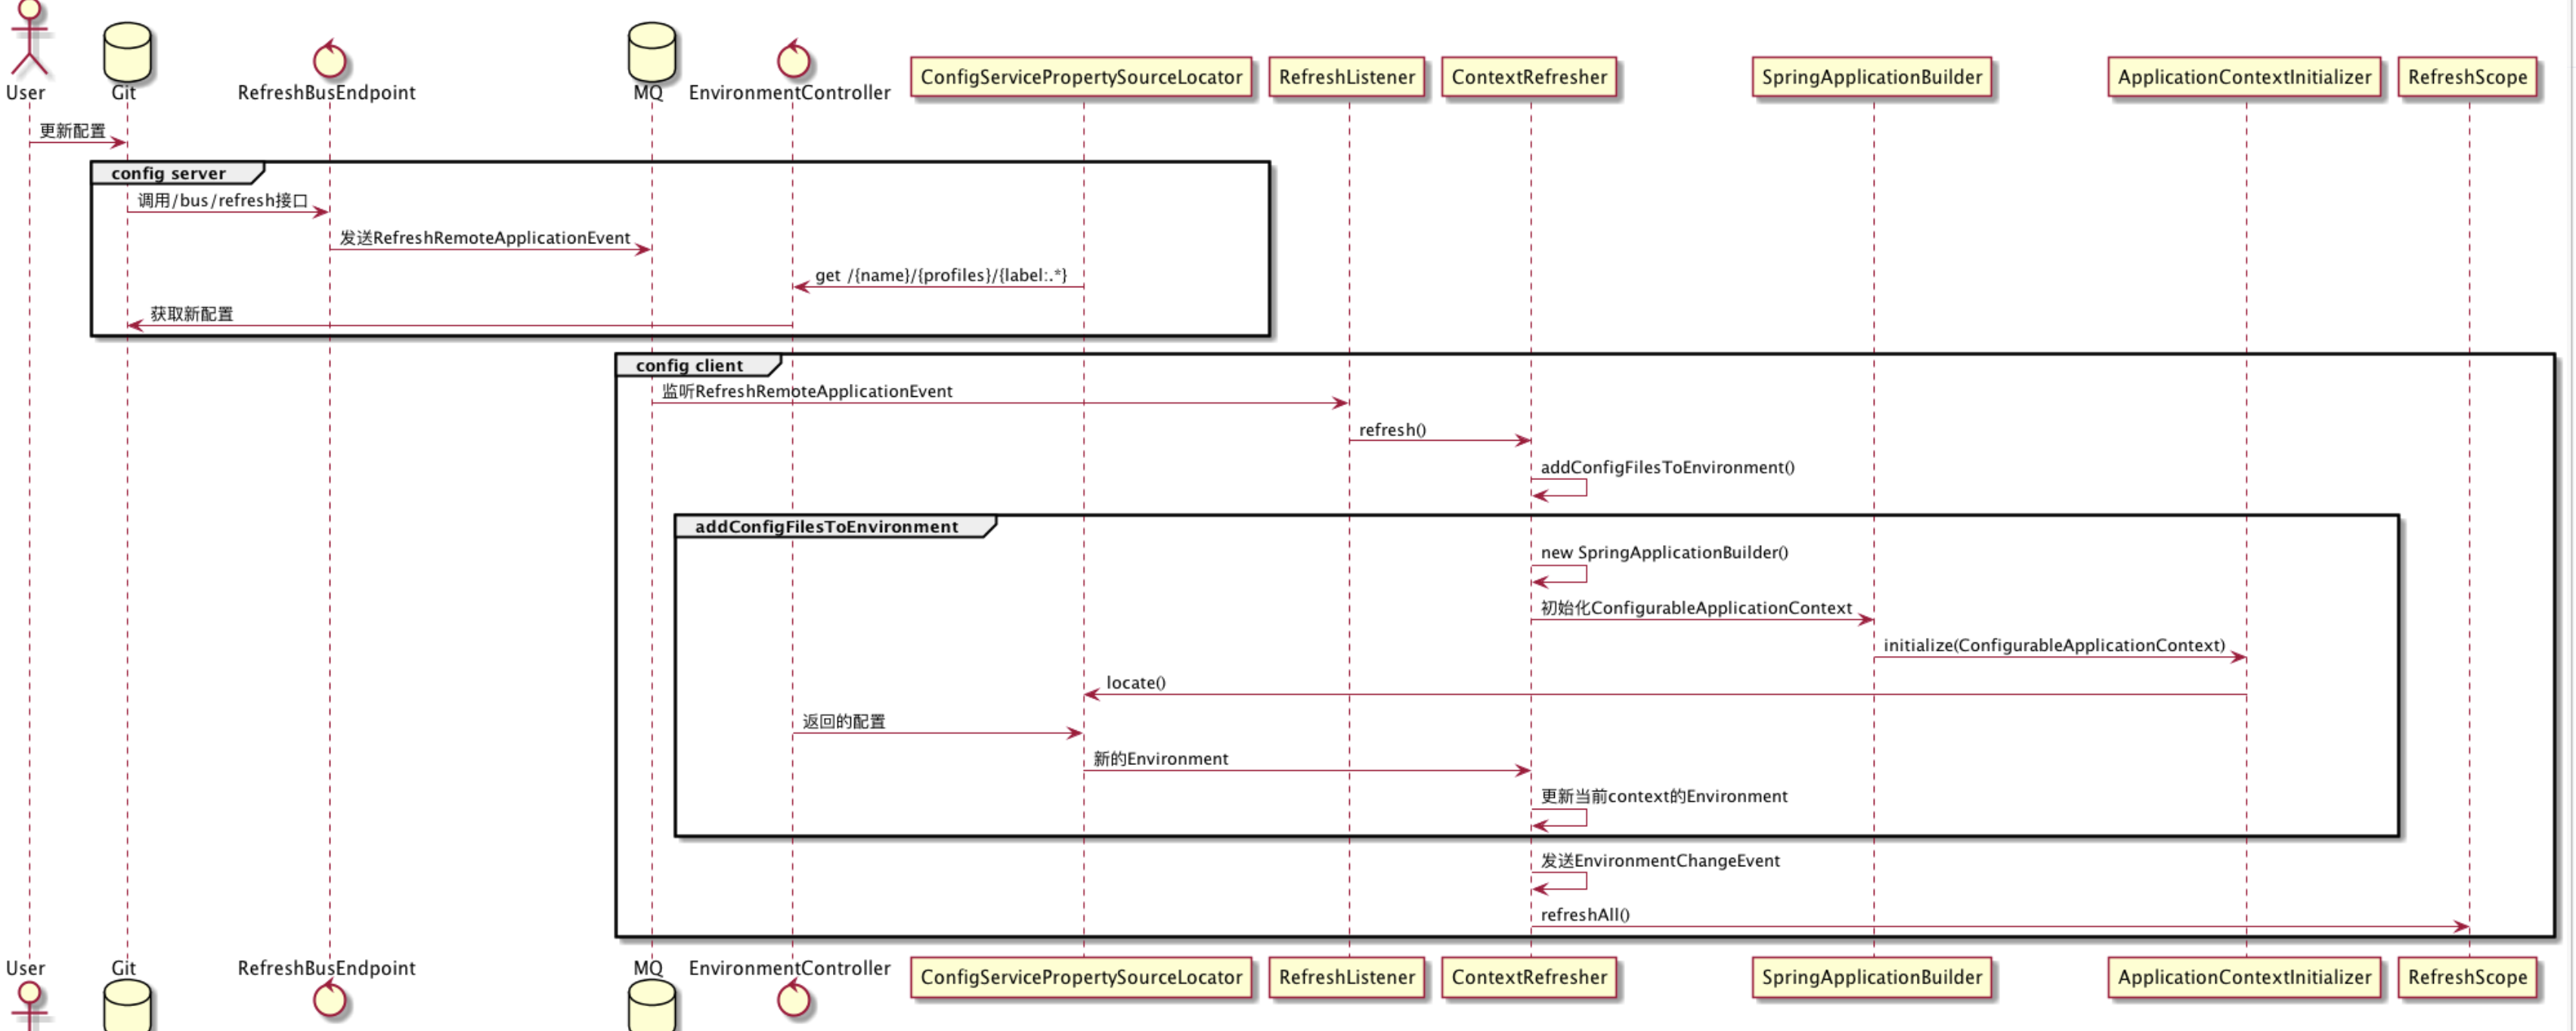 User
Git
RefreshBusEndpoint
MQ
EnvironmentController
ConfigServicePropertySourceLocator
RefreshListener
ContextRefresher
SpringApplicationBuilder
ApplicationContextInitializer
RefreshScope
更新配置
config server
调用/bus/refresh接口
发送RefreshRemoteApplicationEvent
get /{name}/{profiles}/{label:.*}
获取新配置
config client
监听RefreshRemoteApplicationEvent
refresh()
addConfigFilesToEnvironment()
addConfigFilesToEnvironment
new SpringApplicationBuilder()
初始化ConfigurableApplicationContext
initialize(ConfigurableApplicationContext)
locate()
返回的配置
新的Environment
更新当前context的Environment
发送EnvironmentChangeEvent
refreshAll()
User
Git
RefreshBusEndpoint
MQ
EnvironmentController
ConfigServicePropertySourceLocator
RefreshListener
ContextRefresher
SpringApplicationBuilder
ApplicationContextInitializer
RefreshScope